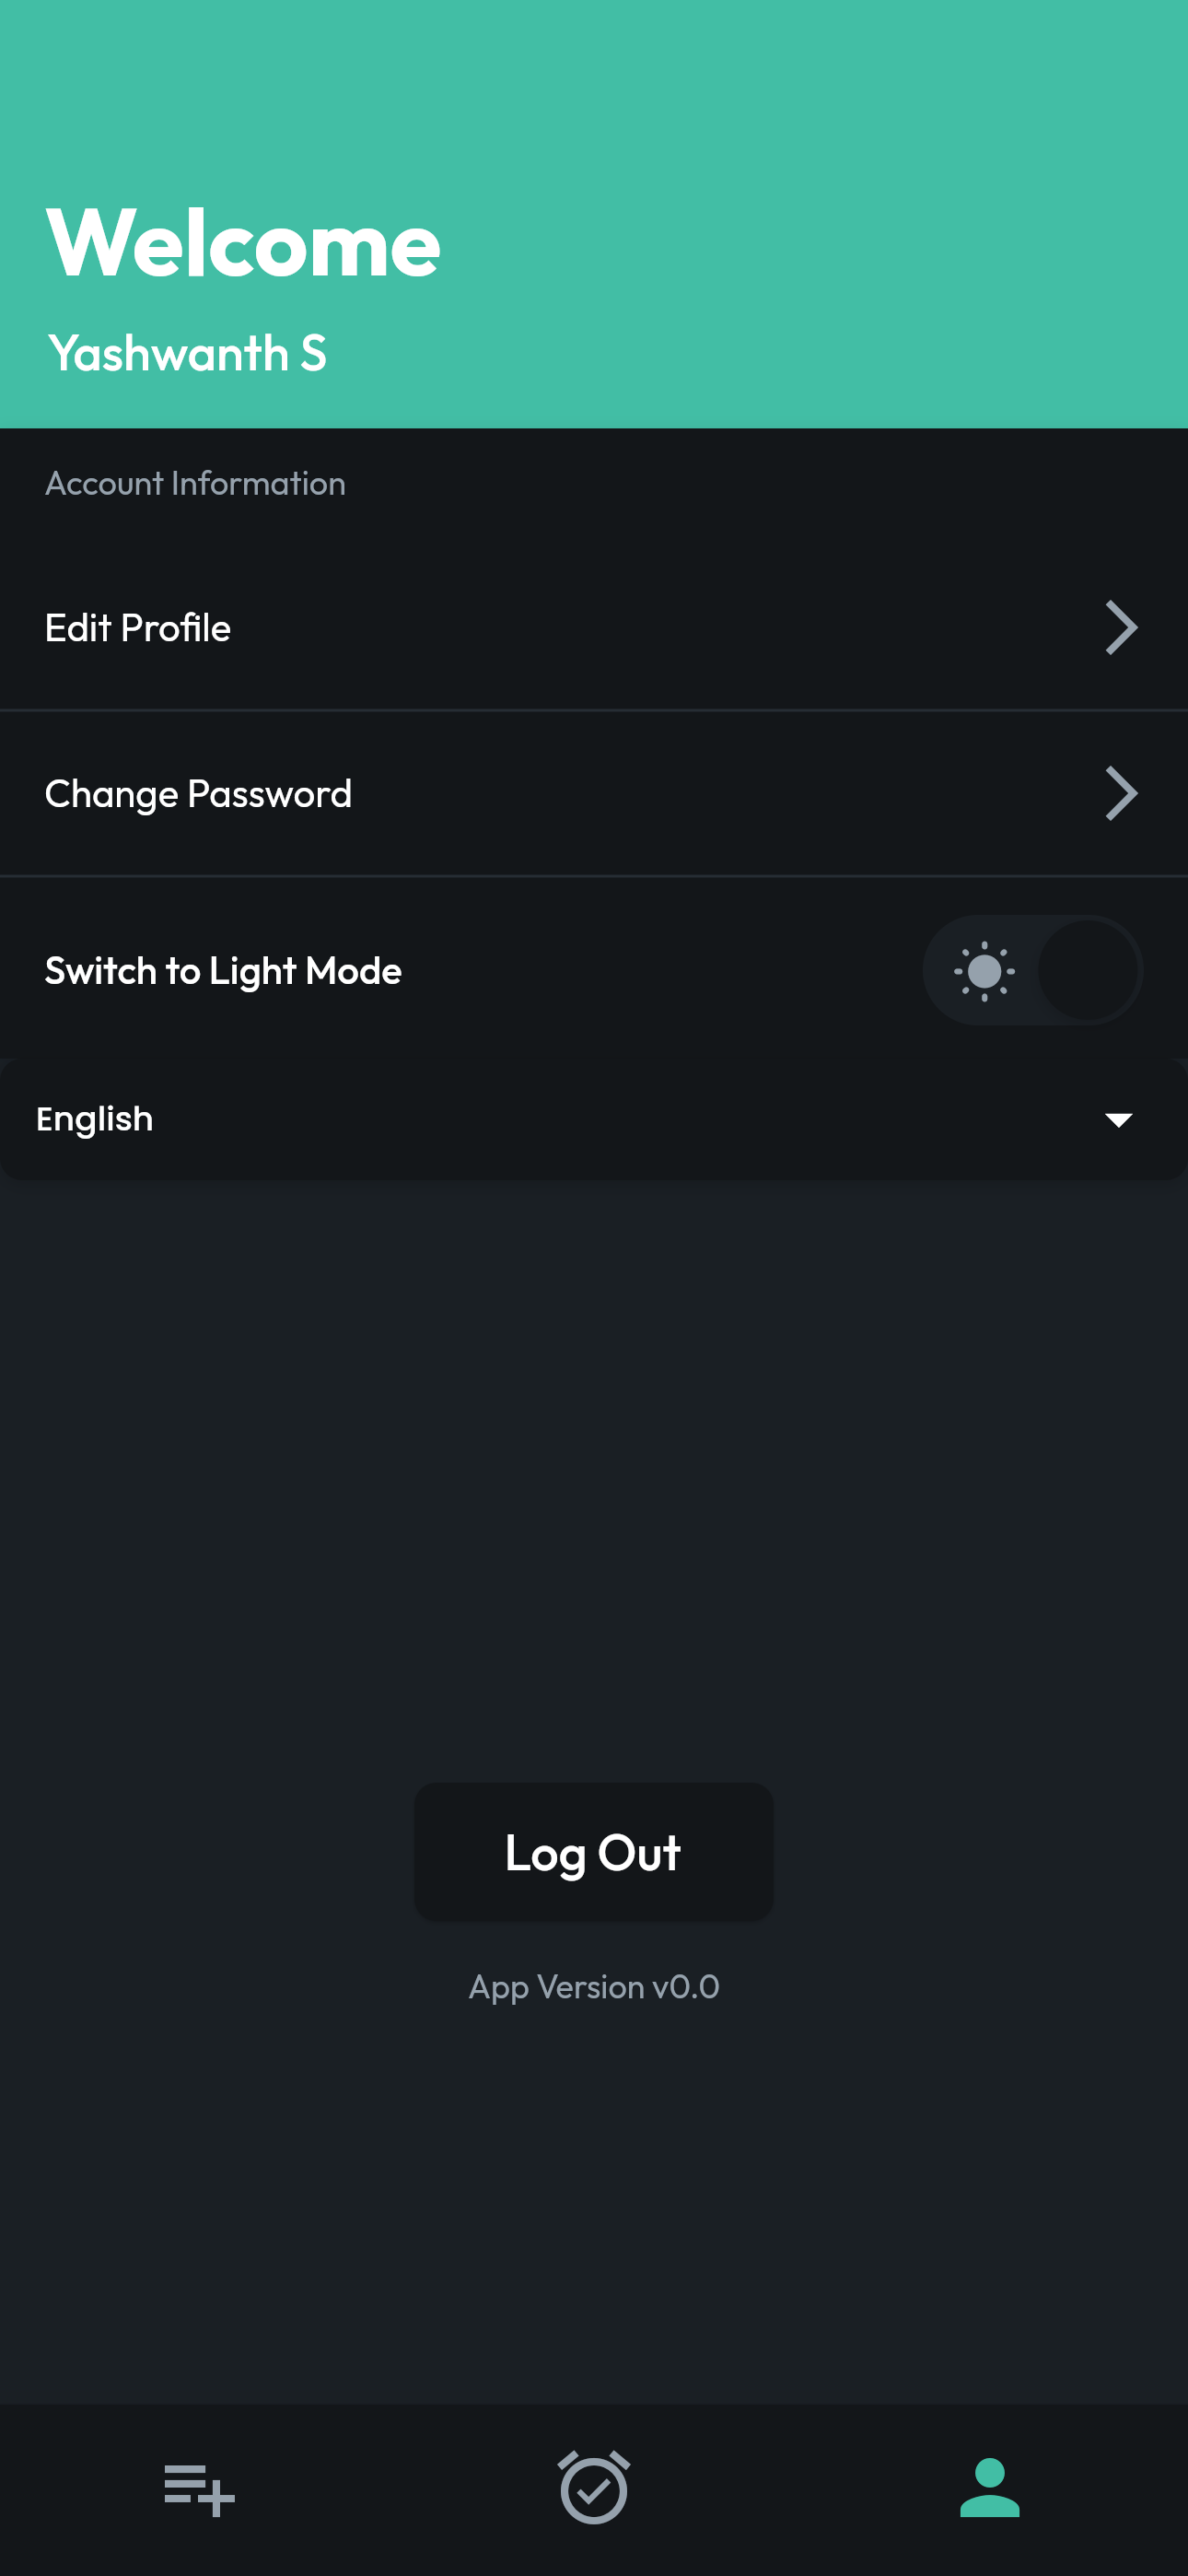 Welcome
Yashwanth S
Account Information
Edit Profile
Change Password
Switch to Light Mode
English
Log Out
App Version v0.0